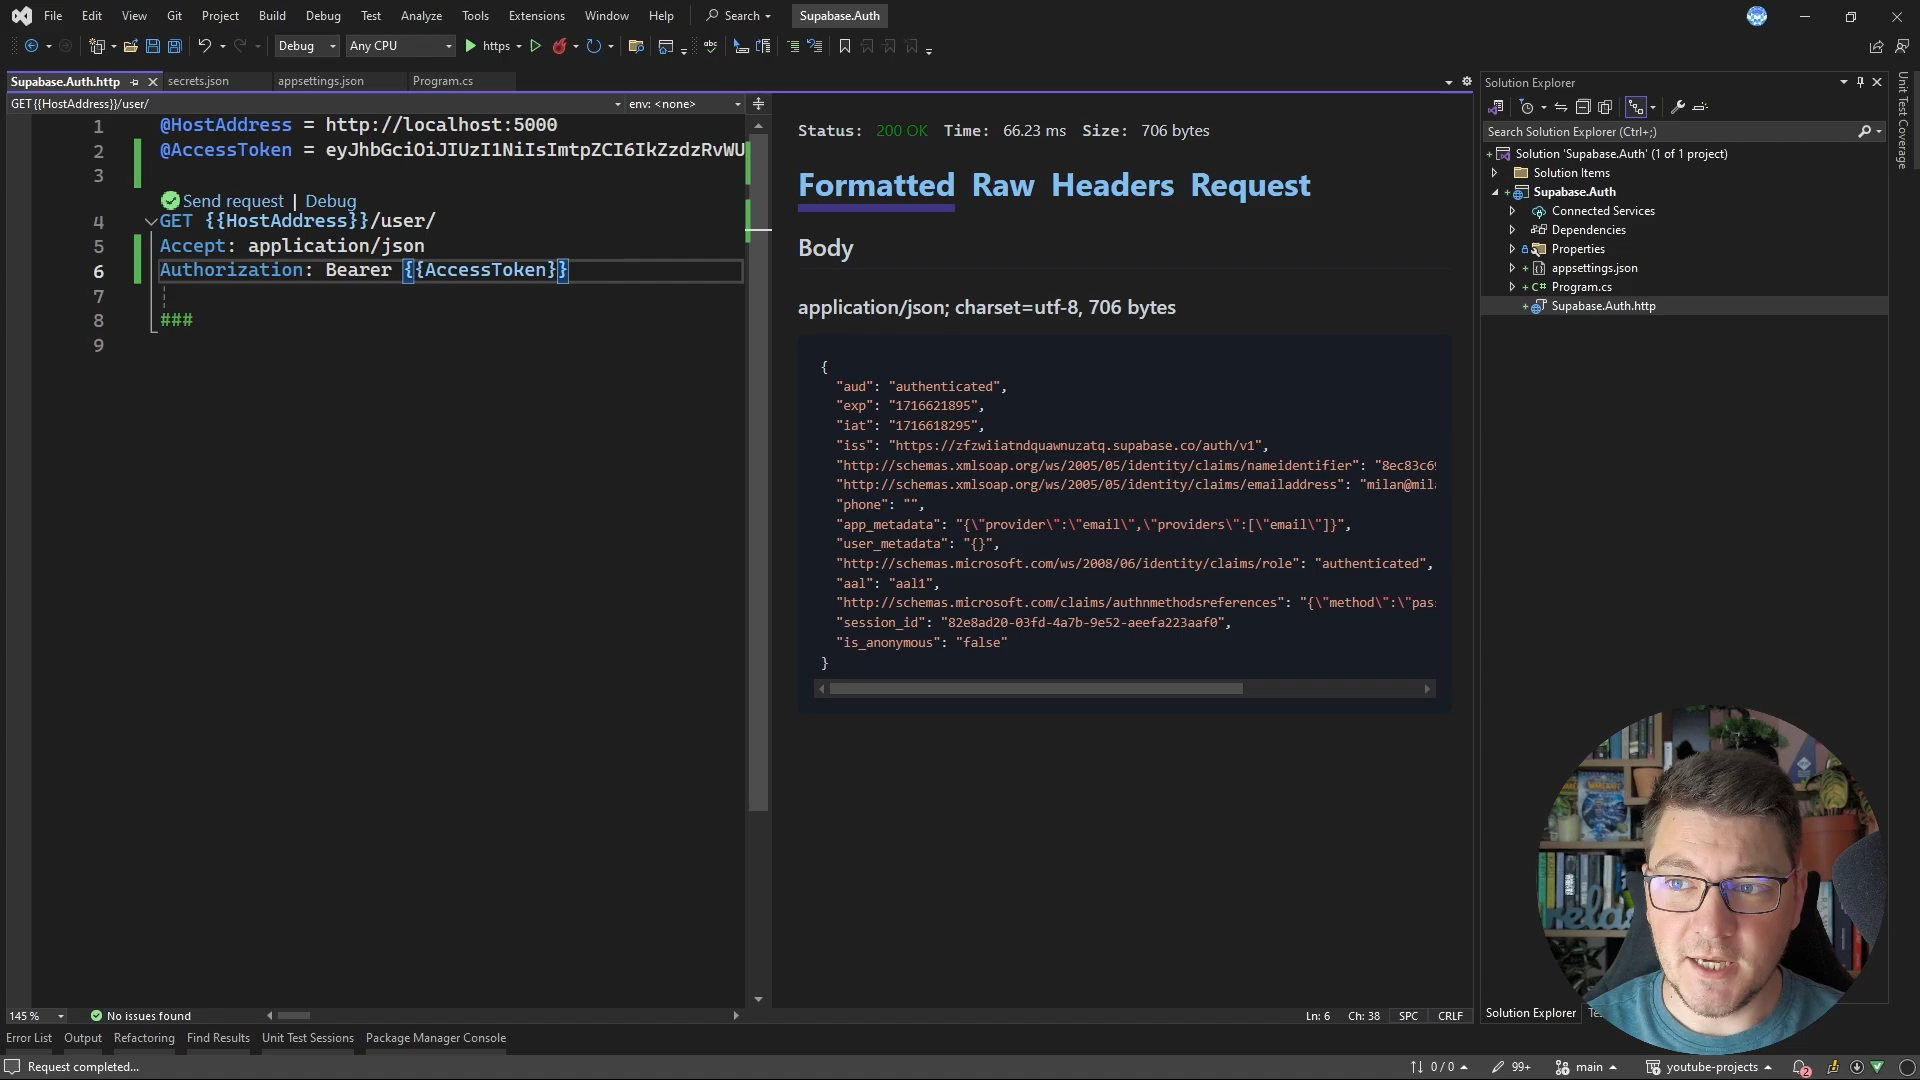 File Edit View Git Project Build Debug Test Analyze Tools Extensions Window Help Search Supabase.Auth
Debug Any CPU https
Supabase.Auth.http secrets.json appsettings.json Program.cs
GET {{HostAddress}}/user/ env: <none>
1 @HostAddress = http://localhost:5000
2 @AccessToken = eyJhbGciOiJIUzI1NiIsImtpZCI6IkZzdzRvWU
3
Send request | Debug
4 GET {{HostAddress}}/user/
5 Accept: application/json
6 Authorization: Bearer {{AccessToken}}
7
8 ###
9
Status: 200 OK Time: 66.23 ms Size: 706 bytes
Formatted Raw Headers Request
Body
application/json; charset=utf-8, 706 bytes
{
"aud": "authenticated",
"exp": "1716621895",
"iat": "1716618295",
"iss": "https://zfzwiiatndquawnuzatq.supabase.co/auth/v1",
"http://schemas.xmlsoap.org/ws/2005/05/identity/claims/nameidentifier": "8ec83c69
"http://schemas.xmlsoap.org/ws/2005/05/identity/claims/emailaddress": "milan@mila
"phone": "",
"app_metadata": "{\"provider\":\"email\",\"providers\":[\"email\"]}",
"user_metadata": "{}",
"http://schemas.microsoft.com/ws/2008/06/identity/claims/role": "authenticated",
"aal": "aal1",
"http://schemas.microsoft.com/claims/authnmethodsreferences": "{\"method\":\"pas
"session_id": "82e8ad20-03fd-4a7b-9e52-aeefa223aaf0",
"is_anonymous": "false"
}
Solution Explorer
Search Solution Explorer (Ctrl+;)
Solution 'Supabase.Auth' (1 of 1 project)
Solution Items
Supabase.Auth
Connected Services
Dependencies
Properties
appsettings.json
C# Program.cs
Supabase.Auth.http
Unit Test Coverage
relax
145 % No issues found Ln: 6 Ch: 38 SPC CRLF
Solution Explorer
Error List Output Refactoring Find Results Unit Test Sessions Package Manager Console
Request completed... 0 / 0 99+ main youtube-projects 2